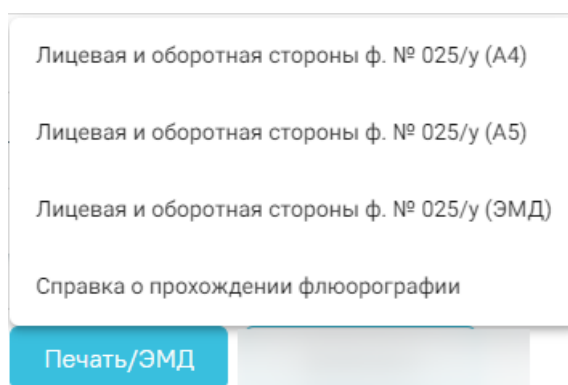 Лицевая и оборотная стороны ф. № 025/у (А4)
Лицевая и оборотная стороны ф. № 025/у (А5)
Лицевая и оборотная стороны ф. № 025/у (ЭМД)
Справка о прохождении флюорографии
Печать/ЭМД